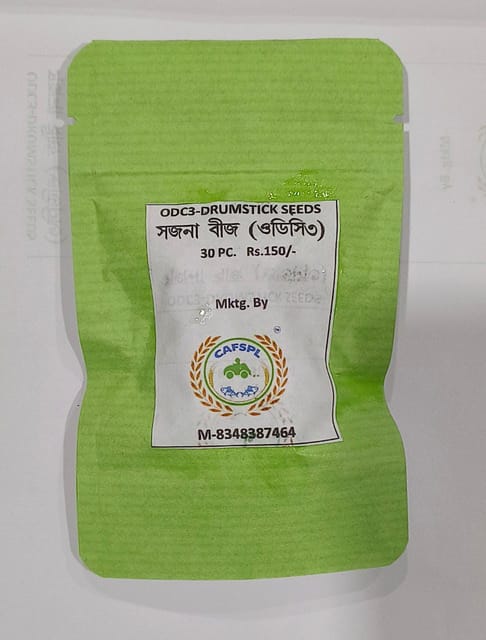 ODC3-DRUMSTICK SEEDS
সজনা বীজ (ওডিসি৩)
30 PC. Rs.150/-
Mktg. By
CAFSPL
M-8348387464